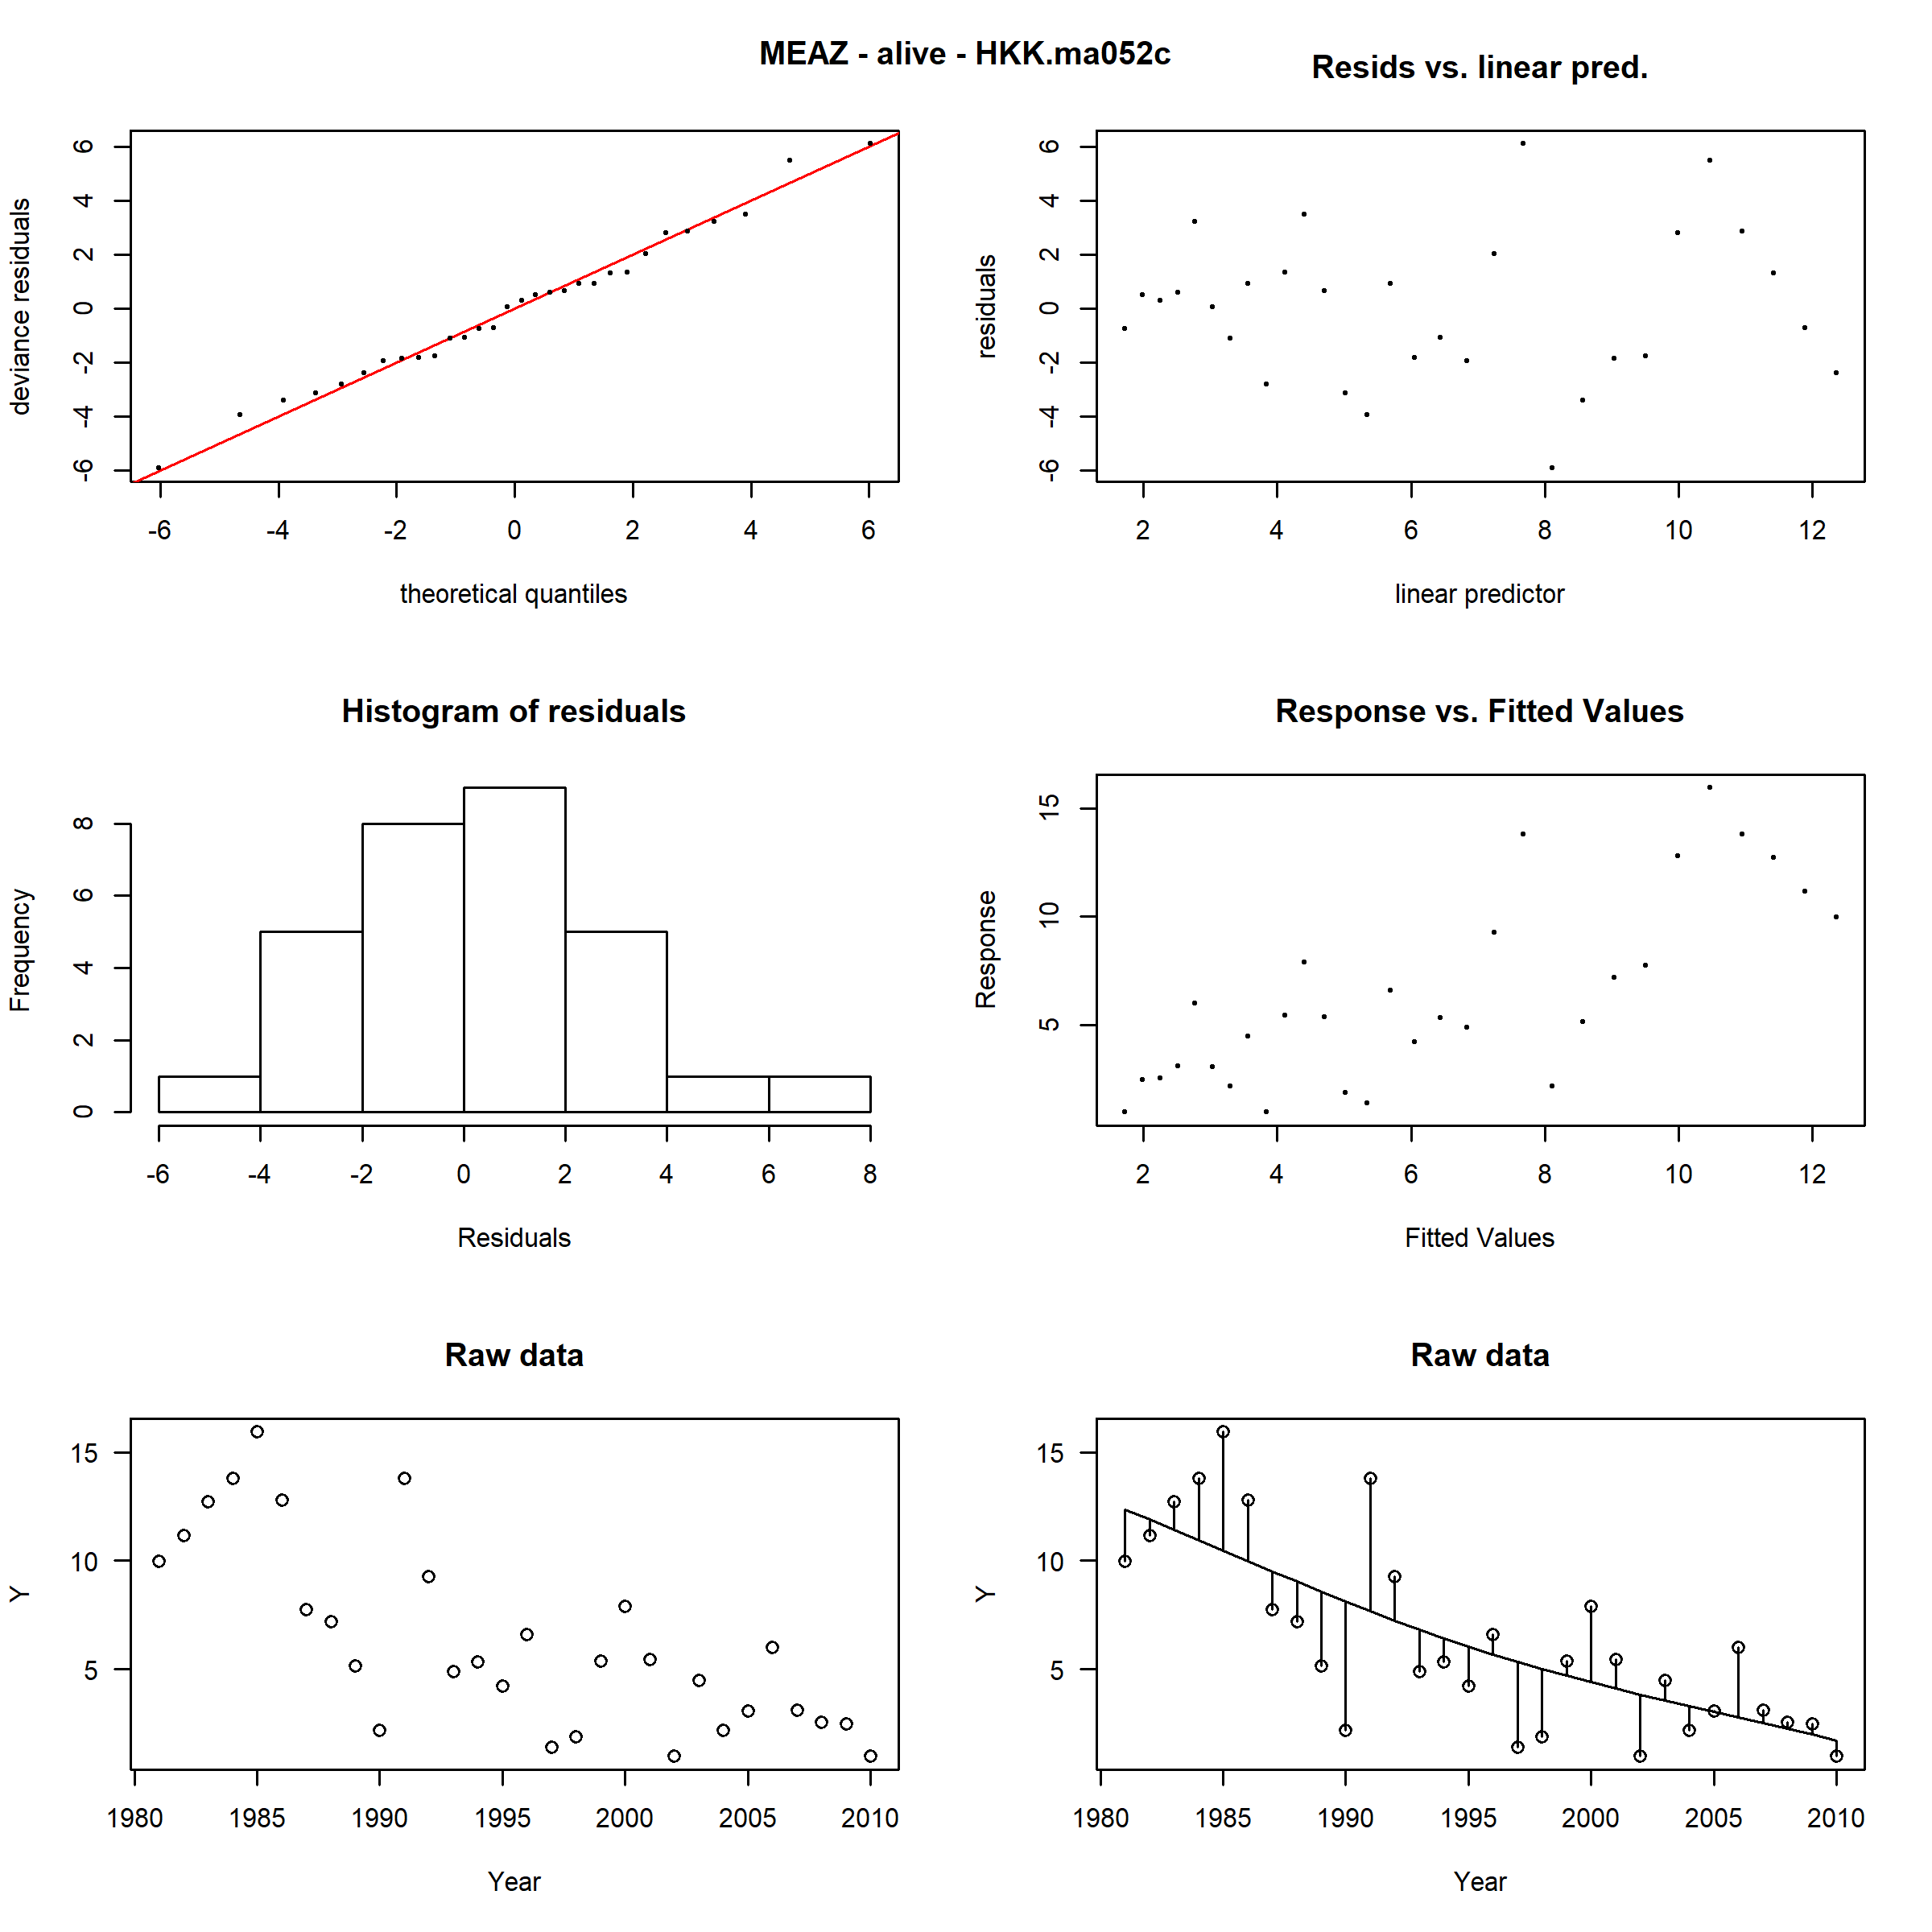 MEAZ - alive - HKK.ma052c
Resids vs. linear pred.
deviance residuals
6
4
2
0
-2
-4
-6
-6 -4 -2 0 2 4 6
theoretical quantiles
residuals
6
4
2
0
-2
-4
-6
2 4 6 8 10 12
linear predictor
Histogram of residuals
Frequency
8
6
4
2
0
-6 -4 -2 0 2 4 6 8
Residuals
Response vs. Fitted Values
Response
15
10
5
2 4 6 8 10 12
Fitted Values
Raw data
Y
15
10
5
1980 1985 1990 1995 2000 2005 2010
Year
Raw data
Y
15
10
5
1980 1985 1990 1995 2000 2005 2010
Year